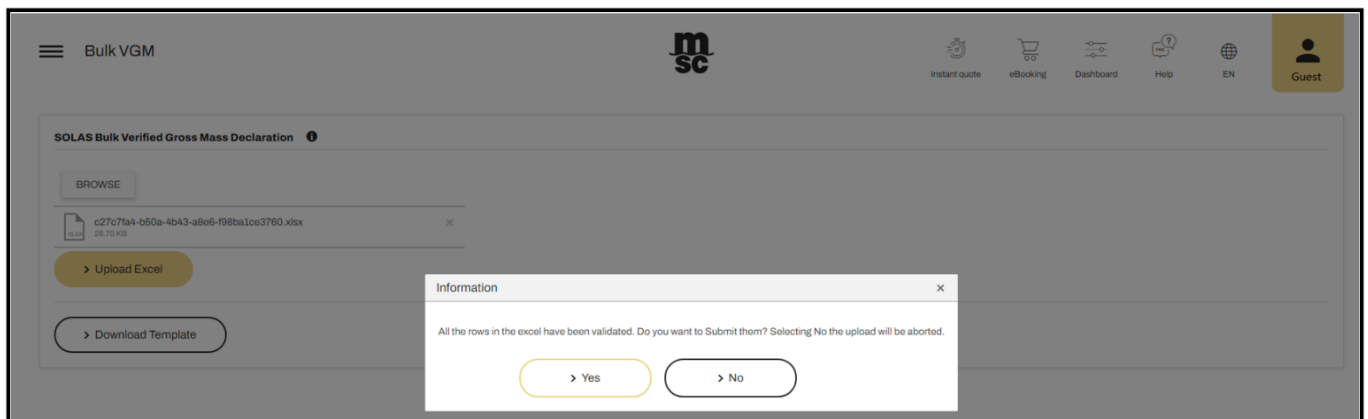 Bulk VGM
msc
Instant quote
eBooking
Dashboard
Help
EN
Guest
SOLAS Bulk Verified Gross Mass Declaration
BROWSE
c27c7fa4-b50a-4b43-a8e6-f98ba1ce3760.xlsx
XLSX
28.70 KB
> Upload Excel
Information
All the rows in the excel have been validated. Do you want to Submit them? Selecting No the upload will be aborted.
> Download Template
> Yes
> No